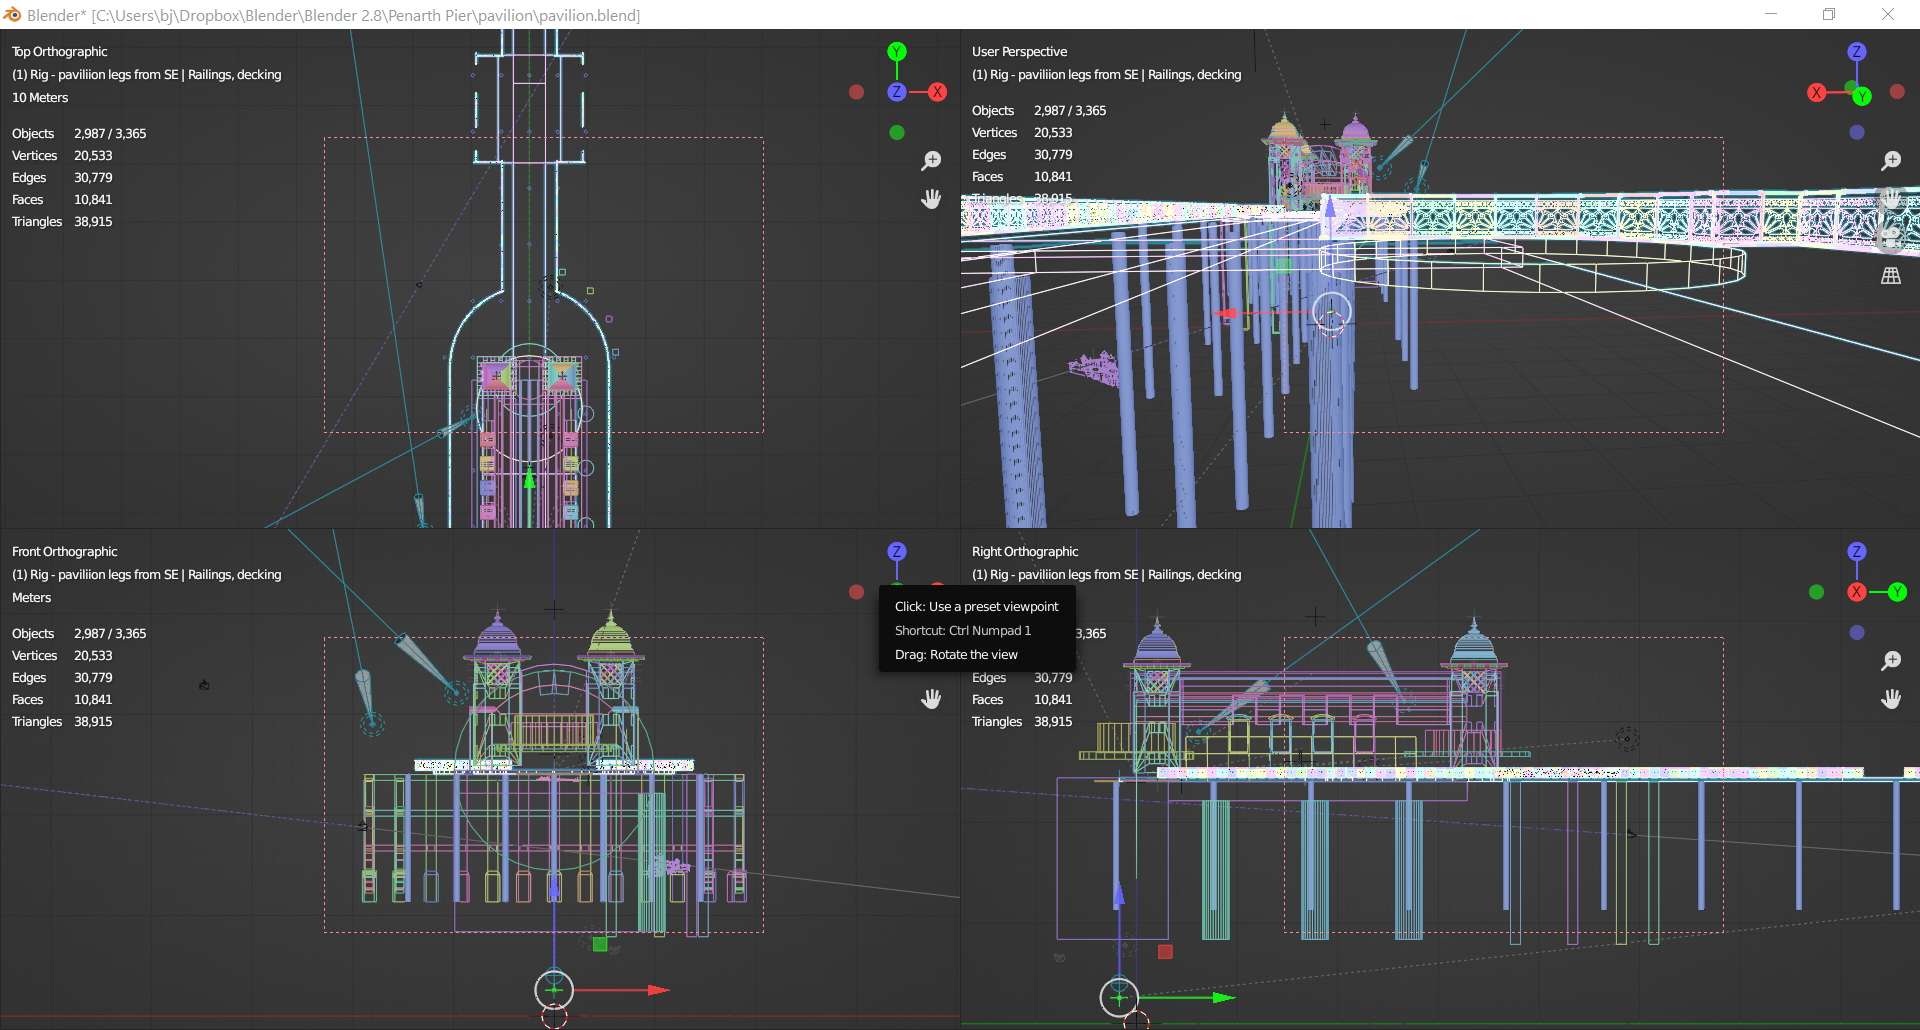 Blender* [C:\Users\bj\Dropbox\Blender\Blender 2.8\Penarth Pier\pavilion\pavilion.blend]
Top Orthographic
(1) Rig - paviliion legs from SE | Railings, decking
10 Meters
Objects 2,987 / 3,365
Vertices 20,533
Edges 30,779
Faces 10,841
Triangles 38,915
Y
Z
X
User Perspective
(1) Rig - paviliion legs from SE | Railings, decking
Objects 2,987 / 3,365
Vertices 20,533
Edges 30,779
Faces 10,841
Triangles 38,915
Z
X
Y
Front Orthographic
(1) Rig - paviliion legs from SE | Railings, decking
Meters
Objects 2,987 / 3,365
Vertices 20,533
Edges 30,779
Faces 10,841
Triangles 38,915
Z
Click: Use a preset viewpoint
Shortcut: Ctrl Numpad 1
Drag: Rotate the view
Right Orthographic
(1) Rig - paviliion legs from SE | Railings, decking
3,365
Edges 30,779
Faces 10,841
Triangles 38,915
Z
X
Y